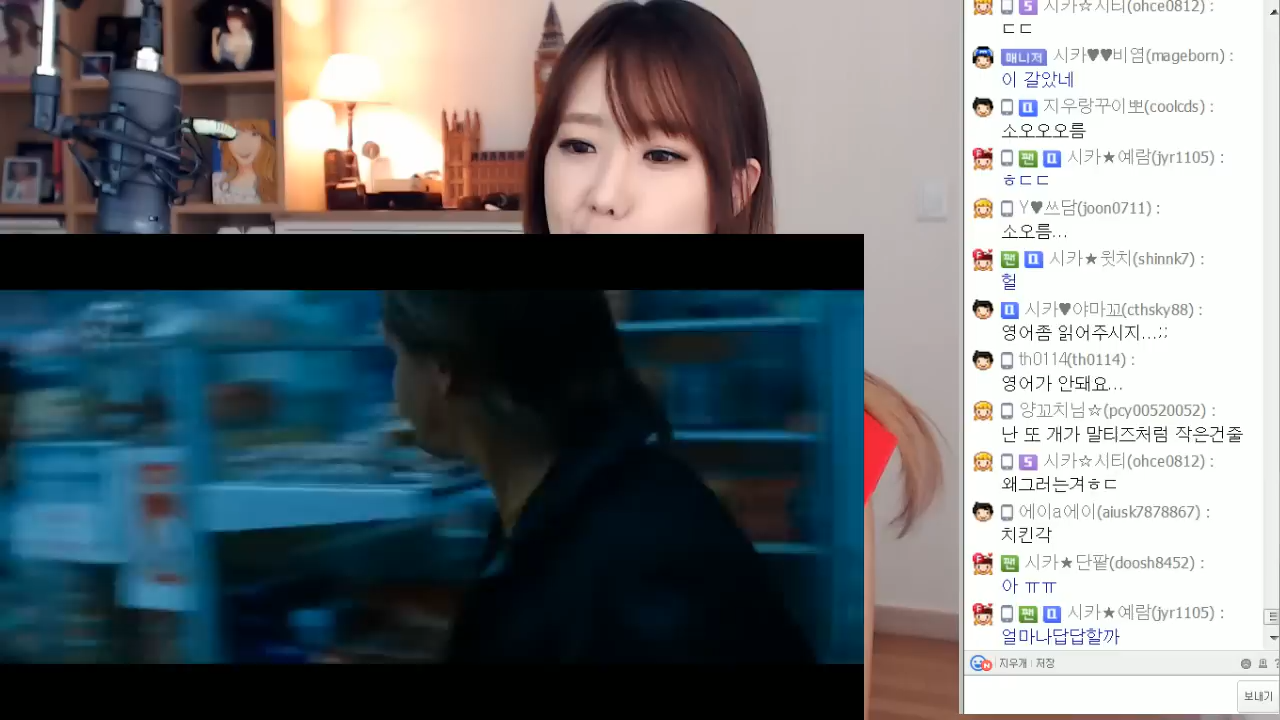 5 시카☆시티(ohce0812) :
ㄷㄷ
매니저 시카♥♥비염(mageborn) :
이 갈았네
지우랑꾸이뽀(coolcds) :
소오오오름
팬 시카★예람(jyr1105) :
ㅎㄷㄷ
Y♥쓰담(joon0711) :
소오름...
팬 시카★윗치(shinnk7) :
헐
시카♥야마꼬(cthsky88) :
영어좀 읽어주시지...;;
th0114(th0114) :
영어가 안돼요...
양꼬치님☆(pcy00520052) :
난 또 개가 말티즈처럼 작은건줄
5 시카☆시티(ohce0812) :
왜그러는겨ㅎㄷ
에이a에이(aiusk7878867) :
치킨각
팬 시카★단팥(doosh8452) :
아 ㅠㅠ
팬 시카★예람(jyr1105) :
얼마나답답할까
지우개 | 저장
보내기